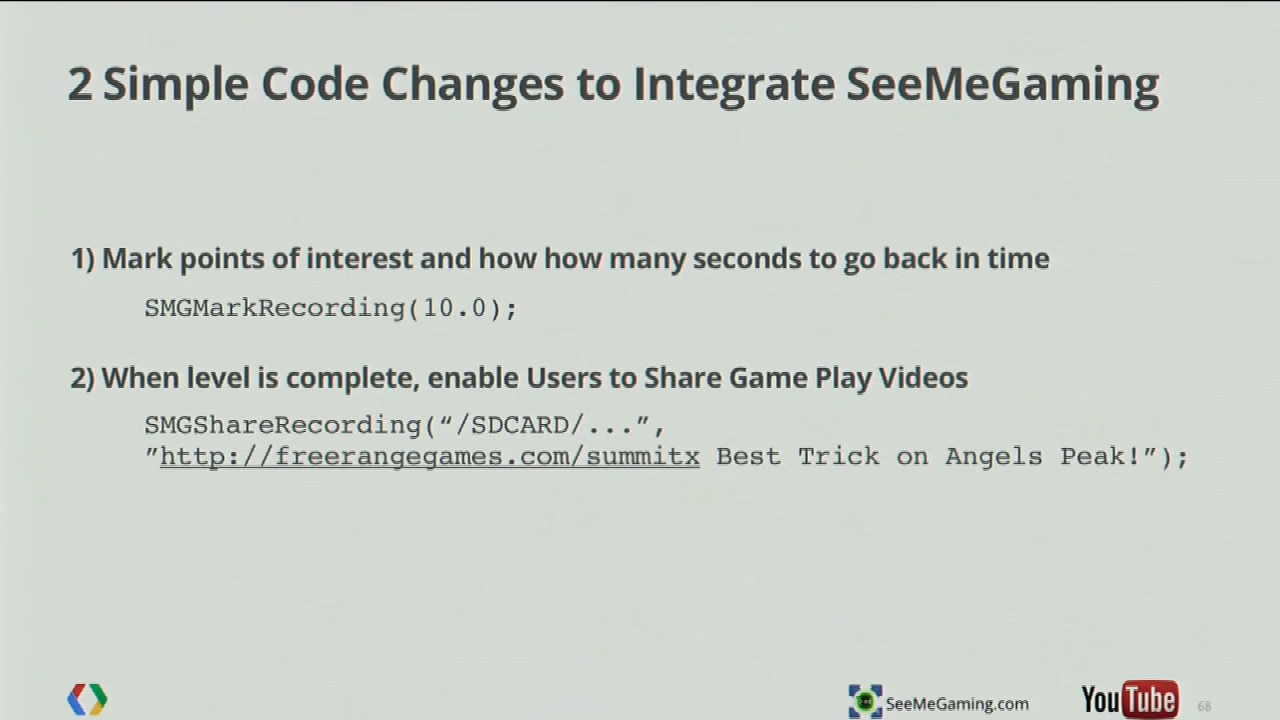 2 Simple Code Changes to Integrate SeeMeGaming
1) Mark points of interest and how how many seconds to go back in time
SMGMarkRecording(10.0);
2) When level is complete, enable Users to Share Game Play Videos
SMGShareRecording(“/SDCARD/...”,
”http://freerangegames.com/summitx Best Trick on Angels Peak!”);
SeeMeGaming.com
YouTube
68